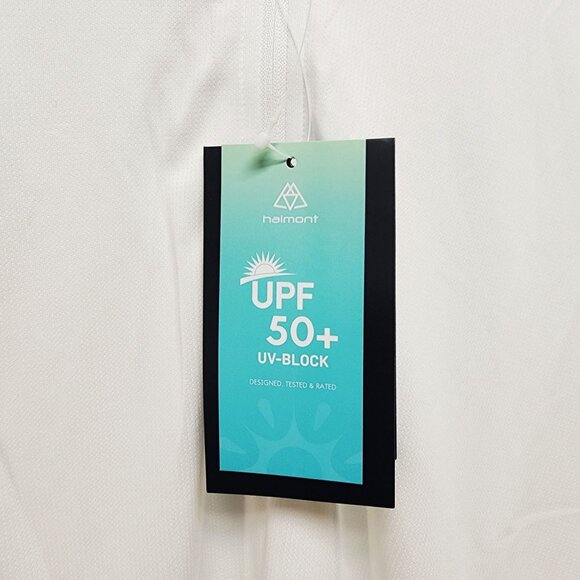 halmont
UPF
50+
UV-BLOCK
DESIGNED, TESTED & RATED